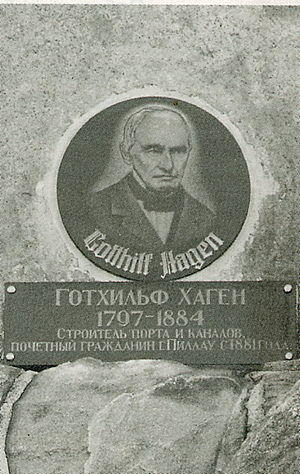 Gotthilf Hagen
ГОТХИЛЬФ ХАГЕН
1797-1884
СТРОИТЕЛЬ ПОРТА И КАНАЛОВ,
ПОЧЕТНЫЙ ГРАЖДАНИН Г.ПИЛЛАУ С 1881 ГОДА.